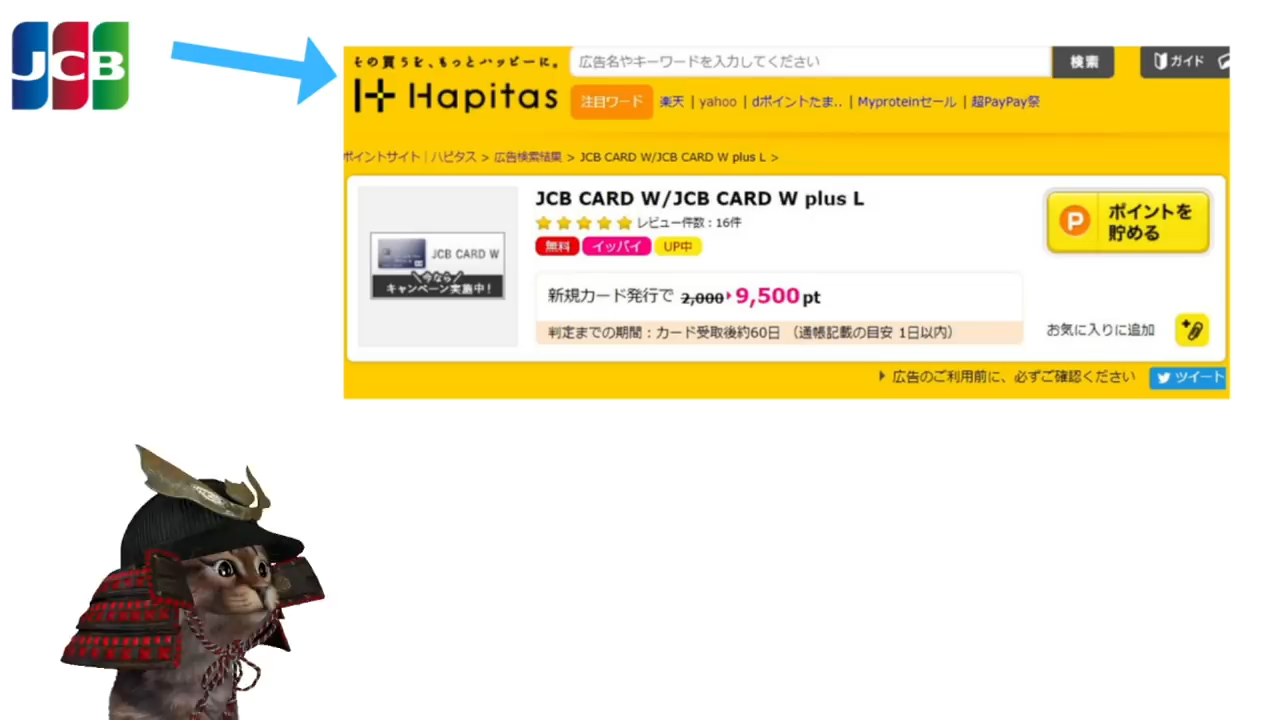 JCB
その買うを、もっとハッピーに。
Hapitas
広告名やキーワードを入力してください
検索
ガイド
注目ワード 楽天 | yahoo | dポイントたま.. | Myproteinセール | 超PayPay祭
ポイントサイト｜ハピタス > 広告検索結果 > JCB CARD W/JCB CARD W plus L >
JCB CARD W/JCB CARD W plus L
レビュー件数：16件
無料 イッパイ UP中
JCB CARD W
今なら
キャンペーン実施中！
新規カード発行で 2,000 9,500pt
判定までの期間：カード受取後約60日 （通帳記載の目安 1日以内）
P ポイントを
貯める
お気に入りに追加
広告のご利用前に、必ずご確認ください
ツイート